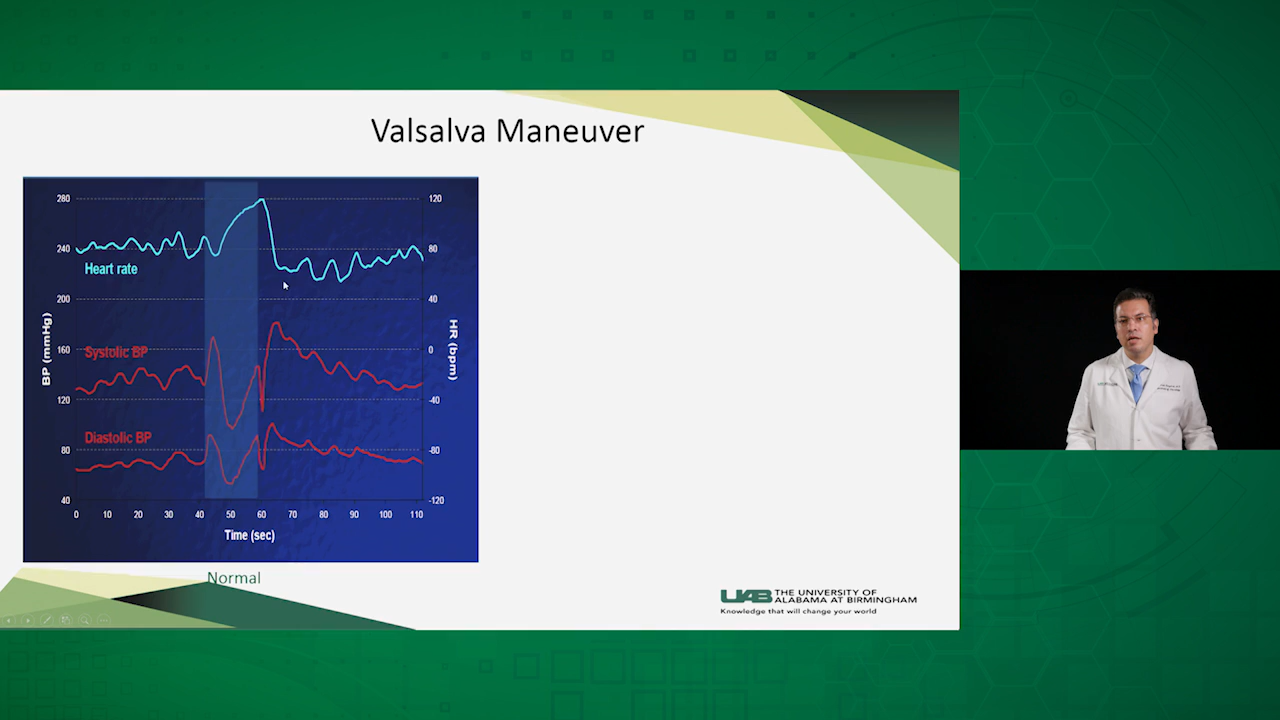 Valsalva Maneuver
280
240
200
160
120
80
40
BP (mmHg)
120
80
40
0
-40
-80
-120
HR (bpm)
Heart rate
Systolic BP
Diastolic BP
0 10 20 30 40 50 60 70 80 90 100 110
Time (sec)
Normal
UAB THE UNIVERSITY OF
ALABAMA AT BIRMINGHAM
Knowledge that will change your world